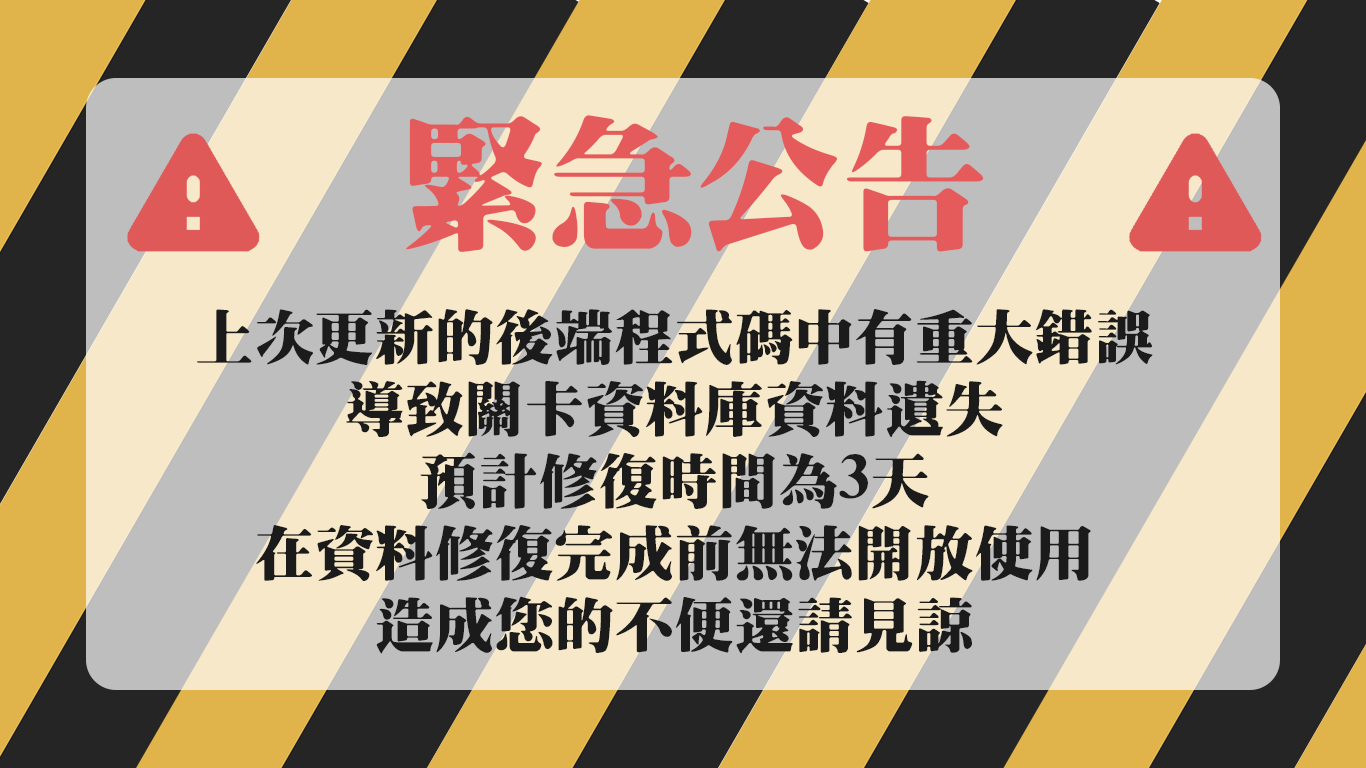 緊急公告
上次更新的後端程式碼中有重大錯誤
導致關卡資料庫資料遺失
預計修復時間為3天
在資料修復完成前無法開放使用
造成您的不便還請見諒